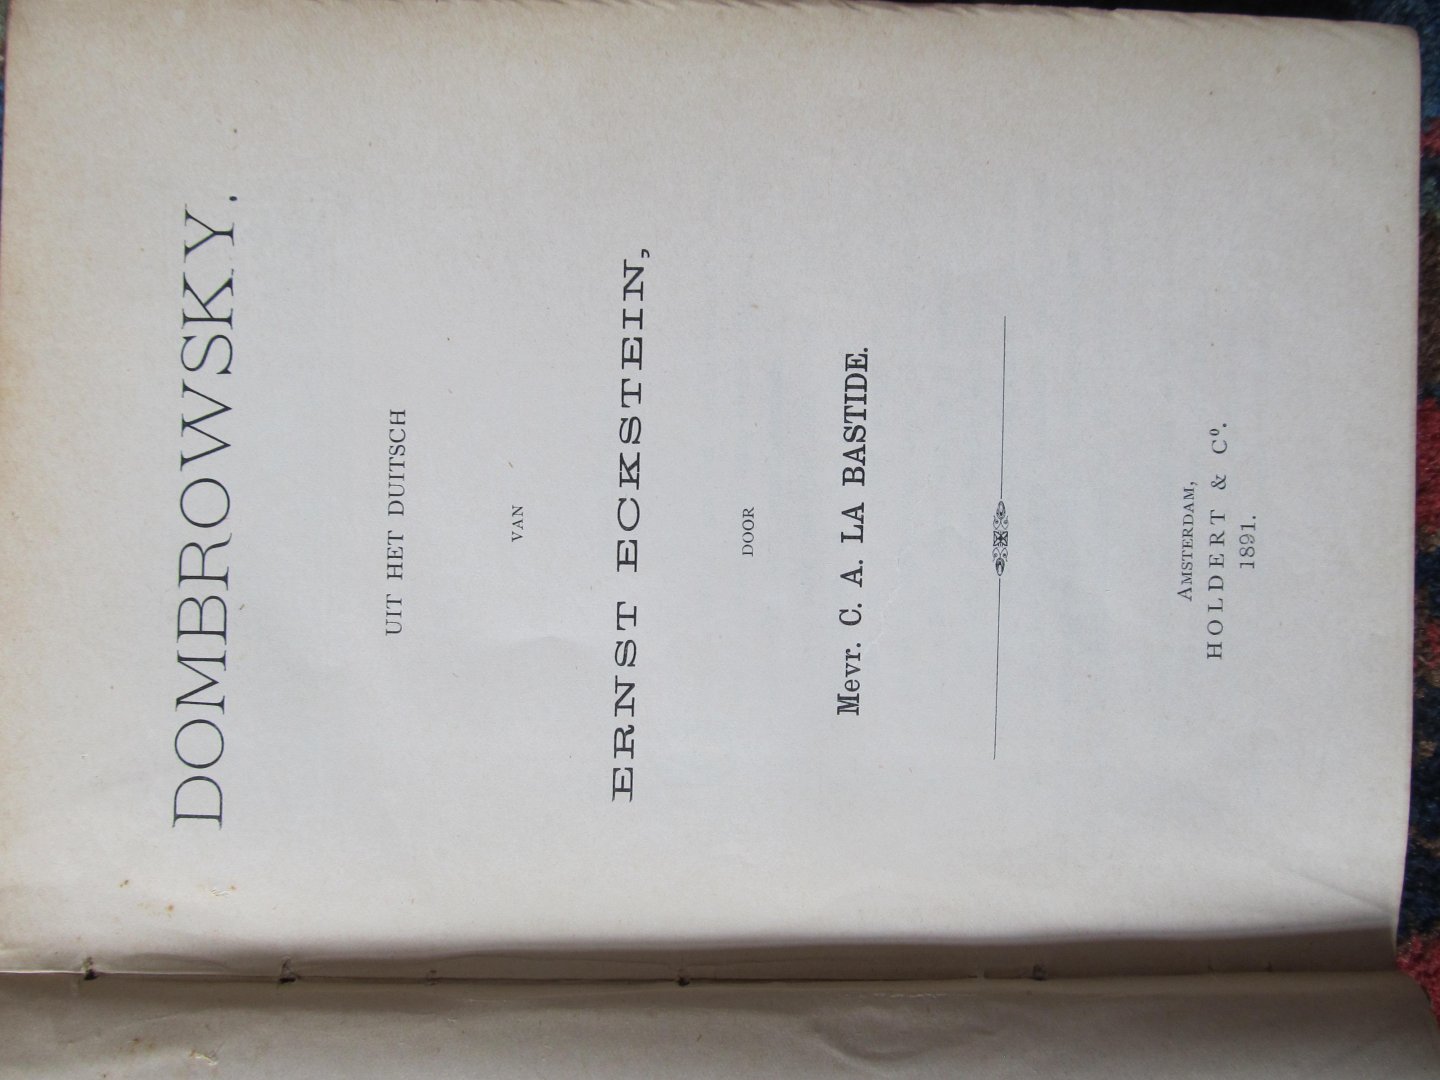 DOMBROWSKY.
UIT HET DUITSCH
VAN
ERNST ECKSTEIN,
DOOR
Mevr. C. A. LA BASTIDE.
AMSTERDAM,
HOLDERT & Cº.
1891.